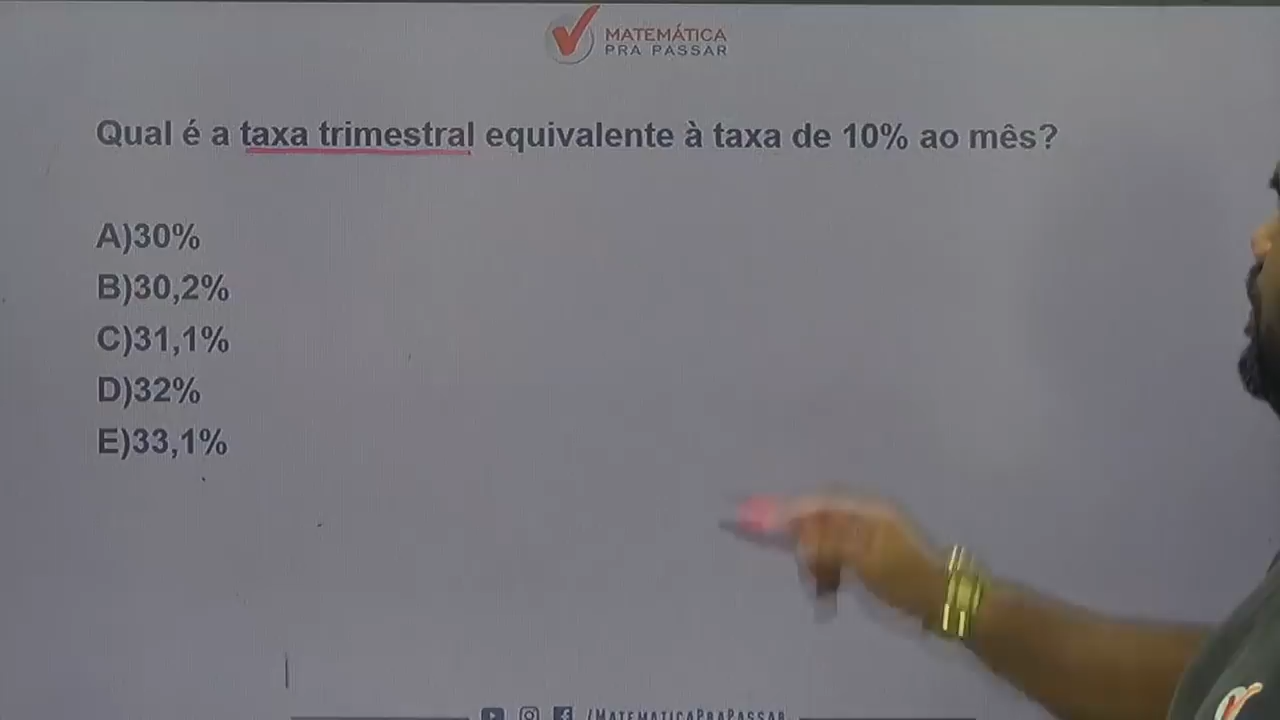 MATEMÁTICA
PRA PASSAR
Qual é a taxa trimestral equivalente à taxa de 10% ao mês?
A)30%
B)30,2%
C)31,1%
D)32%
E)33,1%
/MATEMATICAPRAPASSAR